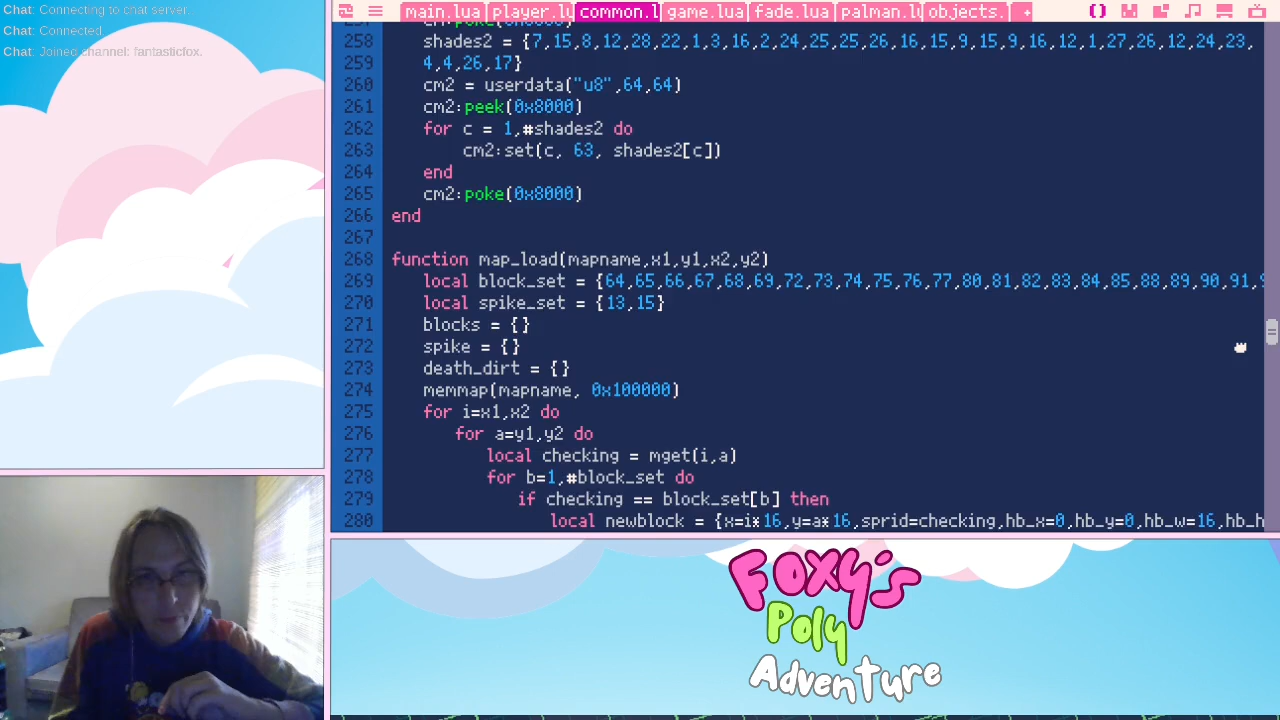 Chat: Connecting to chat server.
Chat: Connected.
Chat: Joined channel: fantasticfox.
main.lua player.lu common.l game.lua fade.lua palman.lu objects. +
258 shades2 = {7,15,8,12,28,22,1,3,16,2,24,25,25,26,16,15,9,15,9,16,12,1,27,26,12,24,23,
259 4,4,26,17}
260 cm2 = userdata("u8",64,64)
261 cm2:peek(0x8000)
262 for c = 1,#shades2 do
263 cm2:set(c, 63, shades2[c])
264 end
265 cm2:poke(0x8000)
266 end
267
268 function map_load(mapname,x1,y1,x2,y2)
269 local block_set = {64,65,66,67,68,69,72,73,74,75,76,77,80,81,82,83,84,85,88,89,90,91,9
270 local spike_set = {13,15}
271 blocks = {}
272 spike = {}
273 death_dirt = {}
274 memmap(mapname, 0x100000)
275 for i=x1,x2 do
276 for a=y1,y2 do
277 local checking = mget(i,a)
278 for b=1,#block_set do
279 if checking == block_set[b] then
280 local newblock = {x=i*16,y=a*16,sprid=checking,hb_x=0,hb_y=0,hb_w=16,hb_h
Foxy's
Poly
Adventure